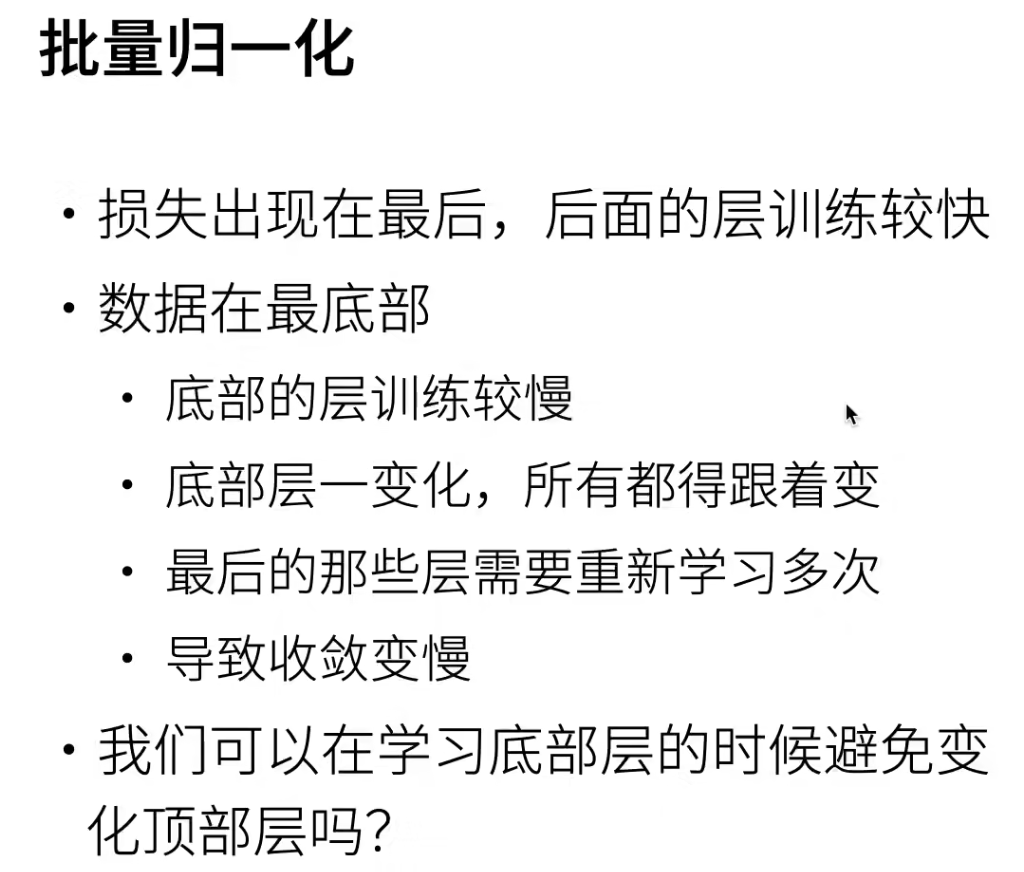 批量归一化
• 损失出现在最后，后面的层训练较快
• 数据在最底部
• 底部的层训练较慢
• 底部层一变化，所有都得跟着变
• 最后的那些层需要重新学习多次
• 导致收敛变慢
• 我们可以在学习底部层的时候避免变
化顶部层吗？